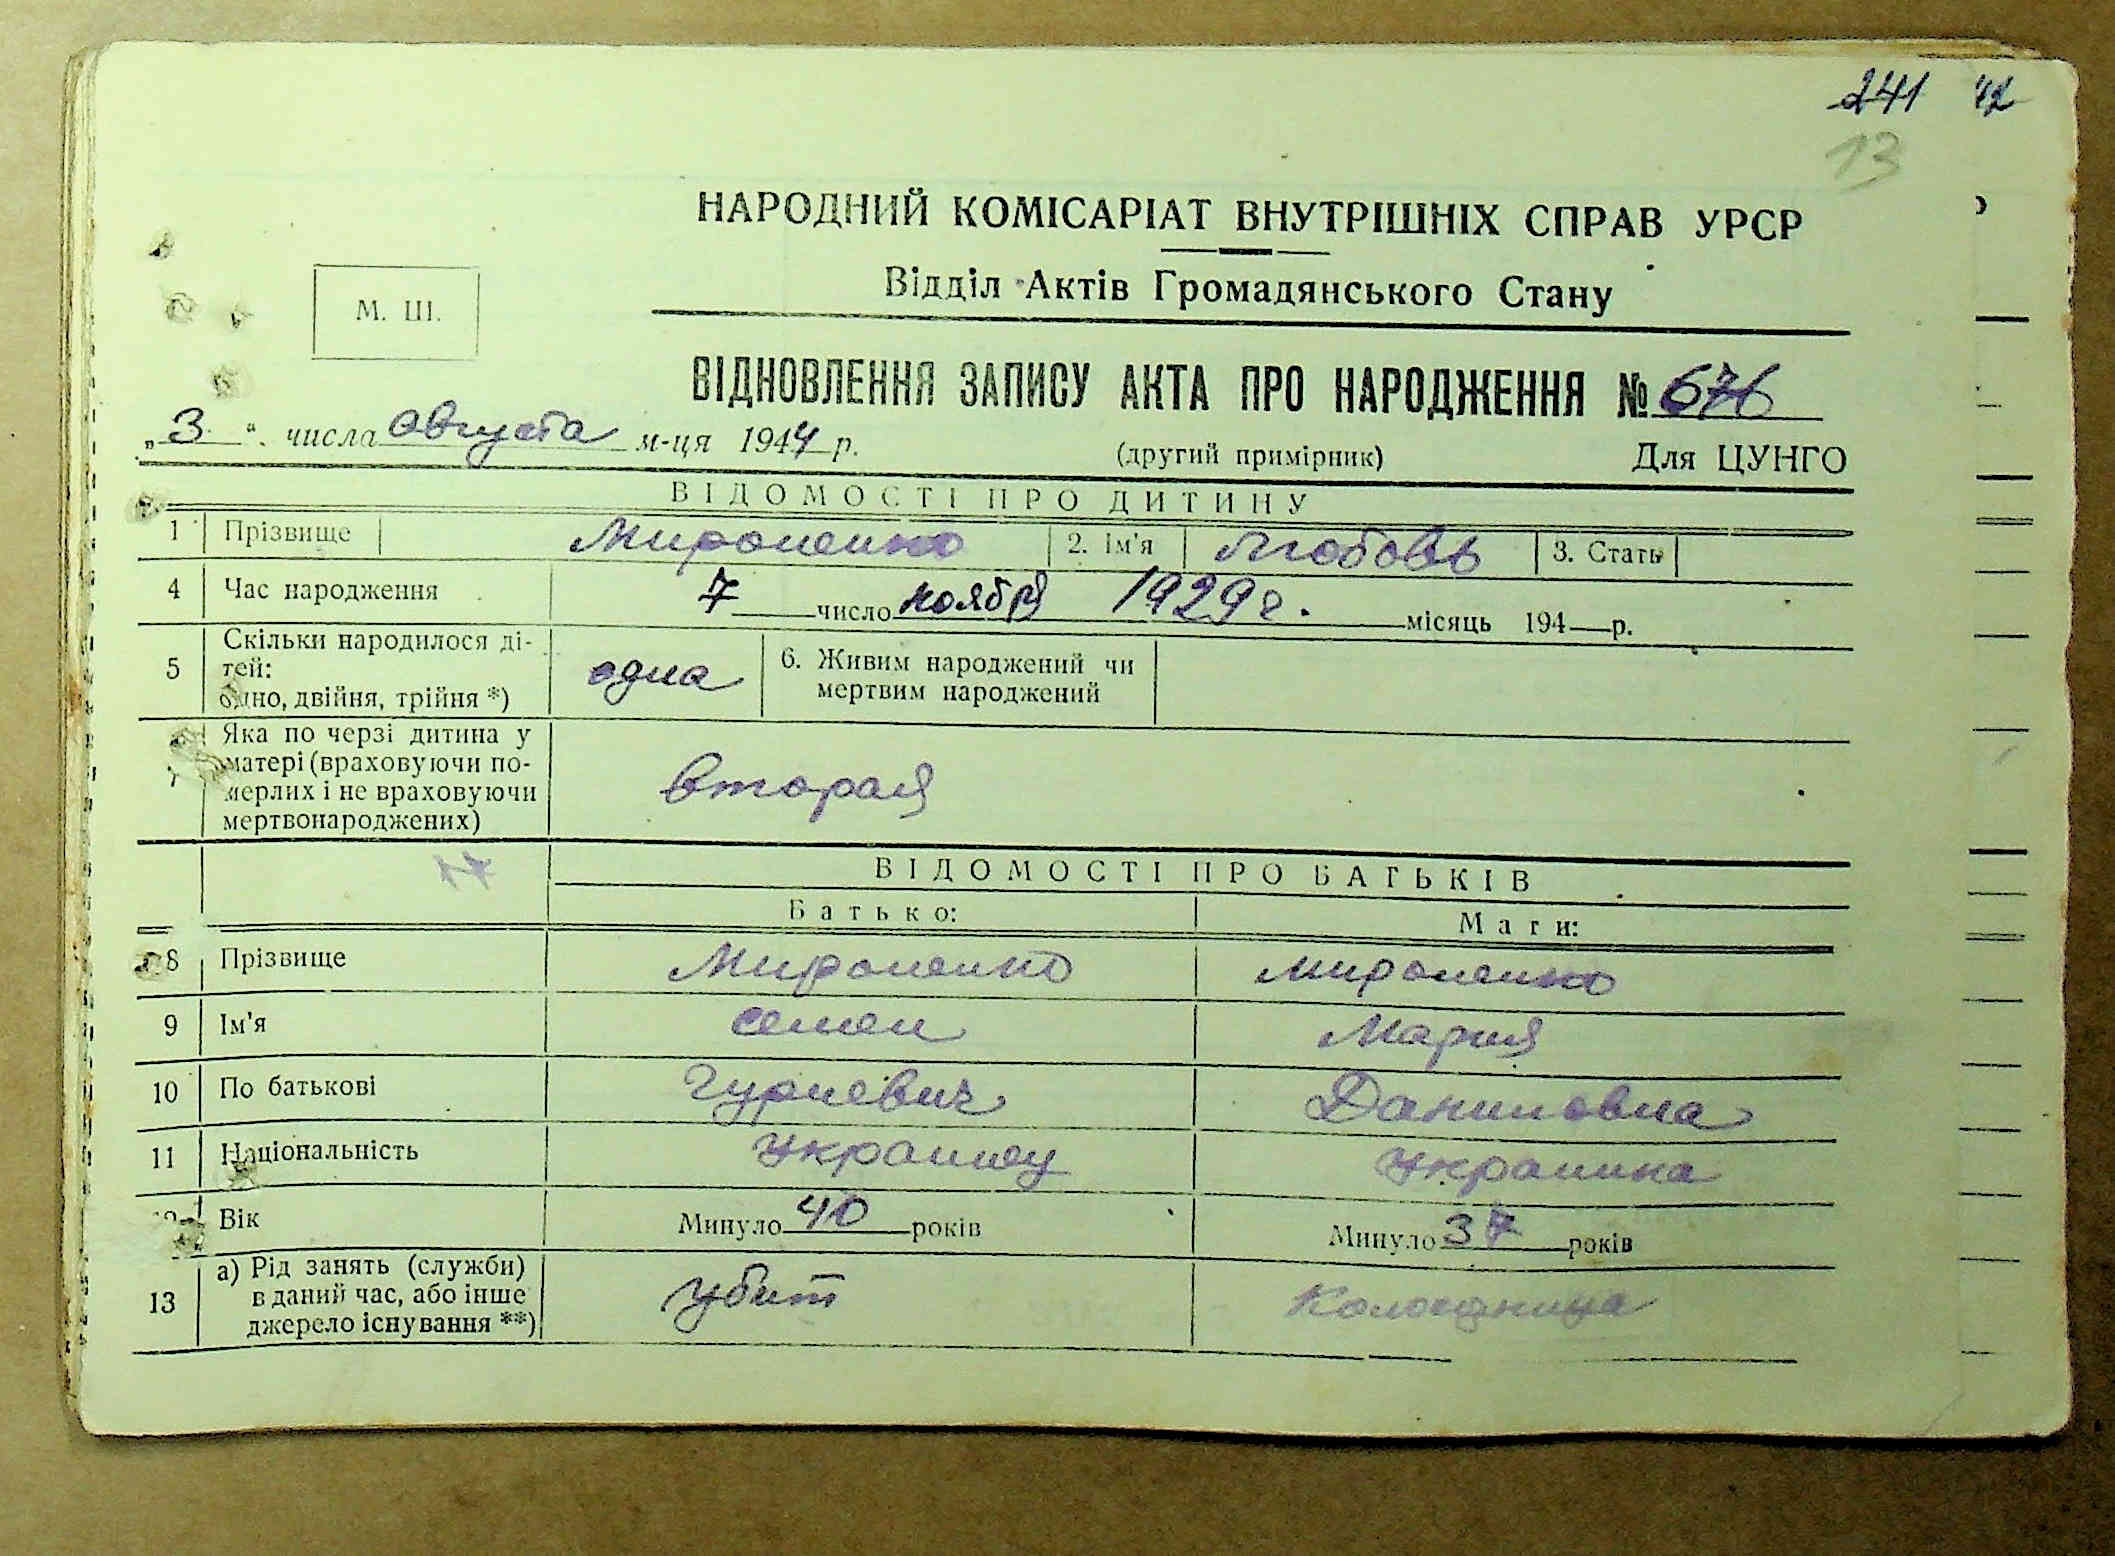 241 42
13
НАРОДНИЙ КОМІСАРІАТ ВНУТРІШНІХ СПРАВ УРСР
Відділ Актів Громадянського Стану
М. Ш.
ВІДНОВЛЕННЯ ЗАПИСУ АКТА ПРО НАРОДЖЕННЯ № 676
„3“ числа августа м-ця 1944 р. (другий примірник) Для ЦУНГО
ВІДОМОСТІ ПРО ДИТИНУ
1 Прізвище Мироненко 2. Ім'я Любовь 3. Стать
4 Час народження 7 число ноября 1929 г. місяць 194 р.
5 Скільки народилося дітей: одно, двійня, трійня *) одна 6. Живим народжений чи мертвим народжений
7 Яка по черзі дитина у
матері (враховуючи по-
мерлих і не враховуючи
мертвонароджених) вторая
ВІДОМОСТІ ПРО БАТЬКІВ
Батько: Мати:
8 Прізвище Мироненко Мироненко
9 Ім'я Семен Мария
10 По батькові Гуриевич Даниловна
11 Національність Украинец Украинка
12 Вік Минуло 40 років Минуло 37 років
13 а) Рід занять (служби)
в даний час, або інше
джерело існування **) убит Колхозница